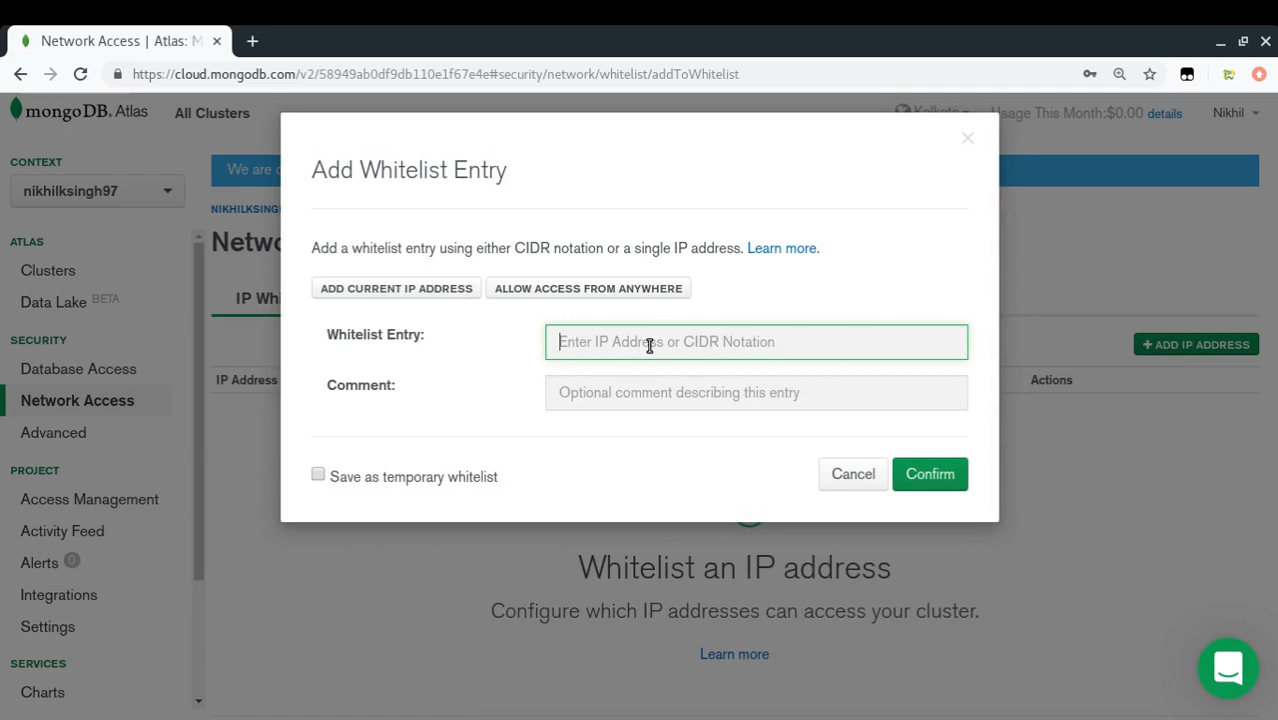 Network Access | Atlas: M
https://cloud.mongodb.com/v2/58949ab0df9db110e1f67e4e#security/network/whitelist/addToWhitelist
mongoDB. Atlas
All Clusters
Kolkata
Usage This Month:$0.00 details
Nikhil
CONTEXT
nikhilksingh97
ATLAS
Clusters
Data Lake BETA
SECURITY
Database Access
Network Access
Advanced
PROJECT
Access Management
Activity Feed
Alerts 0
Integrations
Settings
SERVICES
Charts
We are
NIKHILKSING
Netw
IP Whi
IP Address
Add Whitelist Entry
Add a whitelist entry using either CIDR notation or a single IP address. Learn more.
ADD CURRENT IP ADDRESS
ALLOW ACCESS FROM ANYWHERE
Whitelist Entry:
Enter IP Address or CIDR Notation
Comment:
Optional comment describing this entry
Save as temporary whitelist
Cancel
Confirm
+ ADD IP ADDRESS
Actions
Whitelist an IP address
Configure which IP addresses can access your cluster.
Learn more